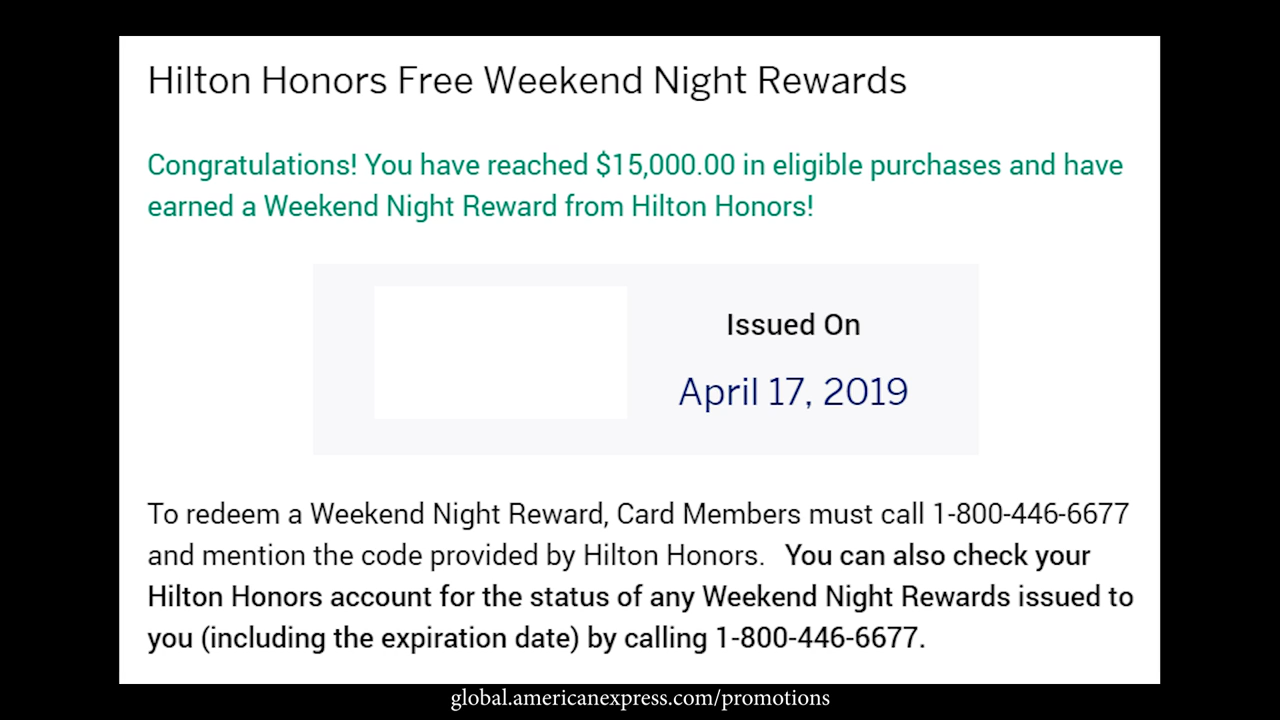 Hilton Honors Free Weekend Night Rewards
Congratulations! You have reached $15,000.00 in eligible purchases and have
earned a Weekend Night Reward from Hilton Honors!
Issued On
April 17, 2019
To redeem a Weekend Night Reward, Card Members must call 1-800-446-6677
and mention the code provided by Hilton Honors. You can also check your
Hilton Honors account for the status of any Weekend Night Rewards issued to
you (including the expiration date) by calling 1-800-446-6677.
global.americanexpress.com/promotions